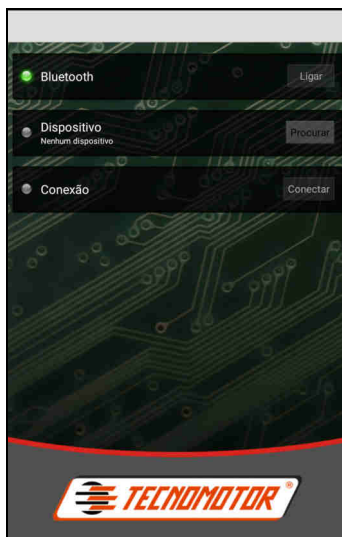 Bluetooth
Ligar
Dispositivo
Nenhum dispositivo
Procurar
Conexão
Conectar
TECNOMOTOR®